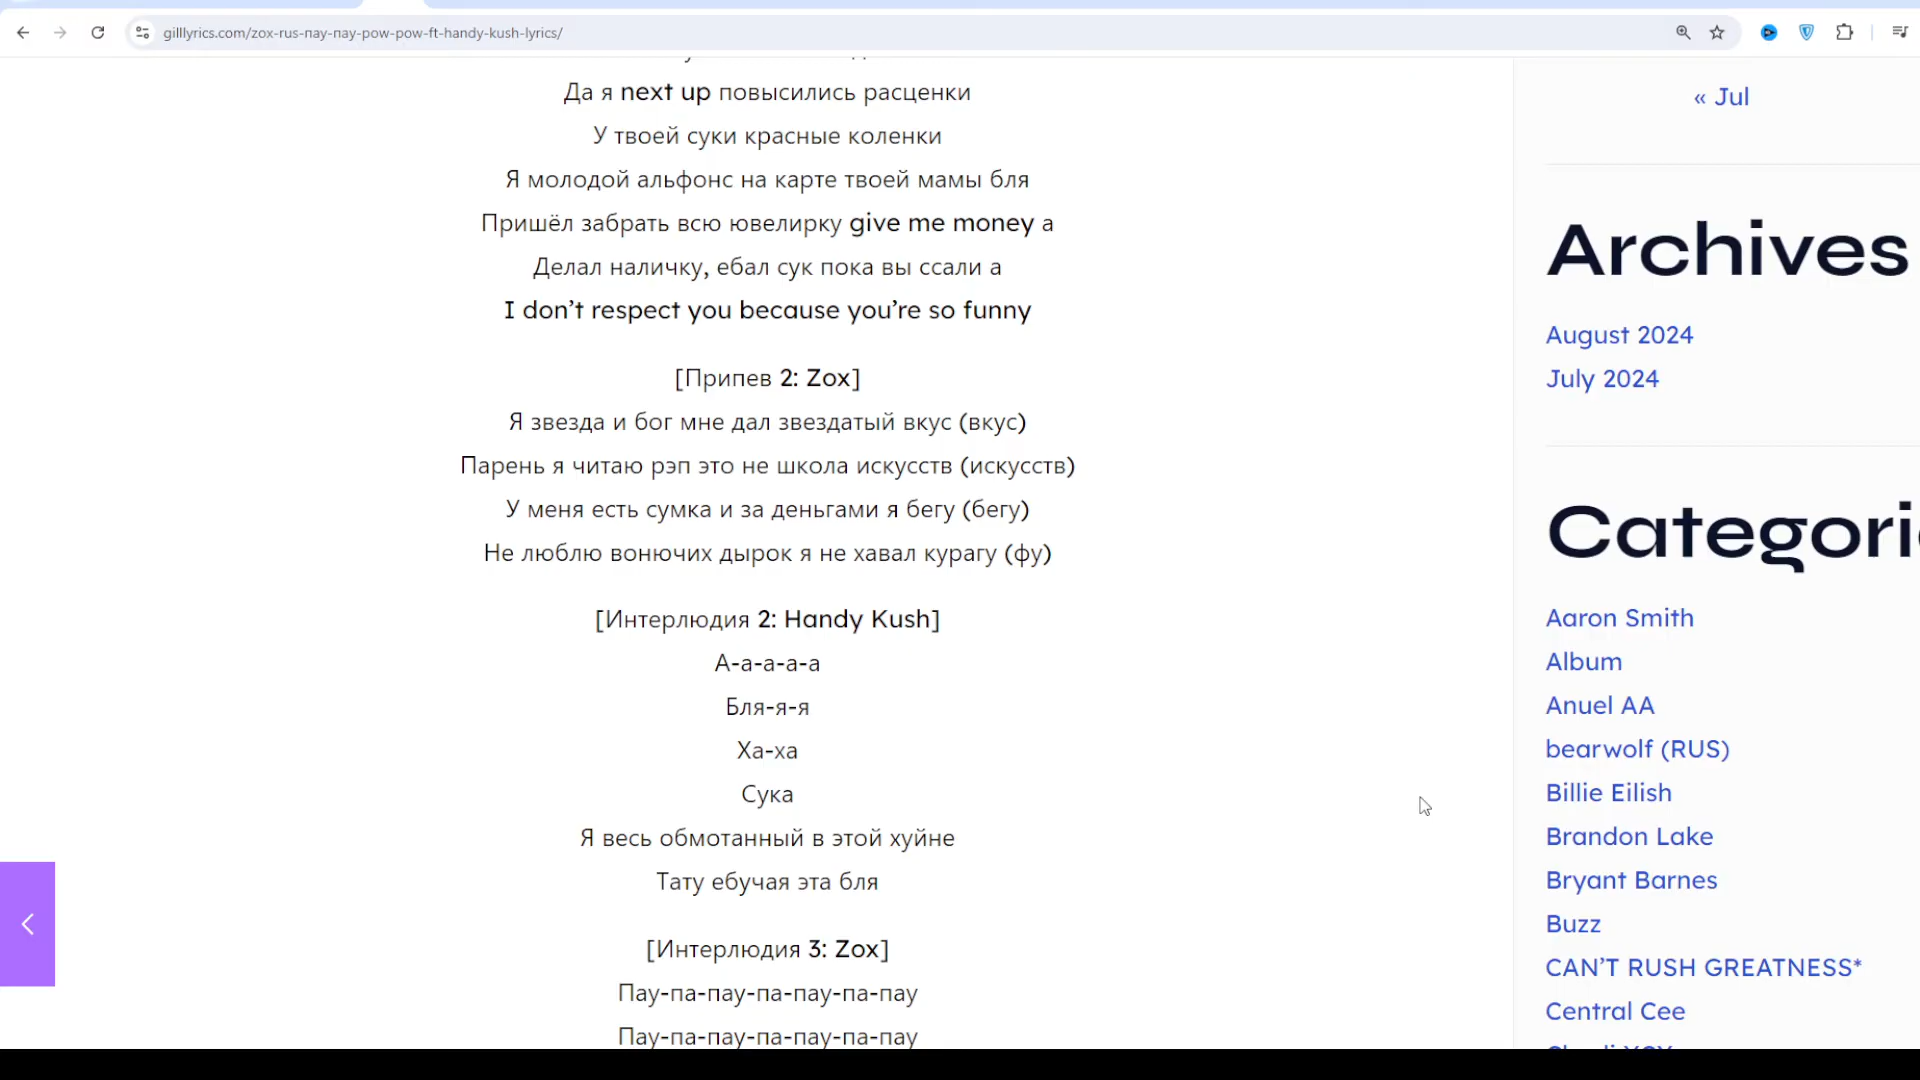 gilllyrics.com/zox-rus-nay-nay-pow-pow-ft-handy-kush-lyrics/
Да я next up повысились расценки
У твоей суки красные коленки
Я молодой альфонс на карте твоей мамы бля
Пришёл забрать всю ювелирку give me money а
Делал наличку, ебал сук пока вы ссали а
I don’t respect you because you’re so funny
[Припев 2: Zox]
Я звезда и бог мне дал звездатый вкус (вкус)
Парень я читаю рэп это не школа искусств (искусств)
У меня есть сумка и за деньгами я бегу (бегу)
Не люблю вонючих дырок я не хавал курагу (фу)
[Интерлюдия 2: Handy Kush]
А-а-а-а-а
Бля-я-я
Ха-ха
Сука
Я весь обмотанный в этой хуйне
Тату ебучая эта бля
[Интерлюдия 3: Zox]
Пау-па-пау-па-пау-па-пау
Пау-па-пау-па-пау-па-пау
« Jul
Archives
August 2024
July 2024
Categori
Aaron Smith
Album
Anuel AA
bearwolf (RUS)
Billie Eilish
Brandon Lake
Bryant Barnes
Buzz
CAN’T RUSH GREATNESS*
Central Cee